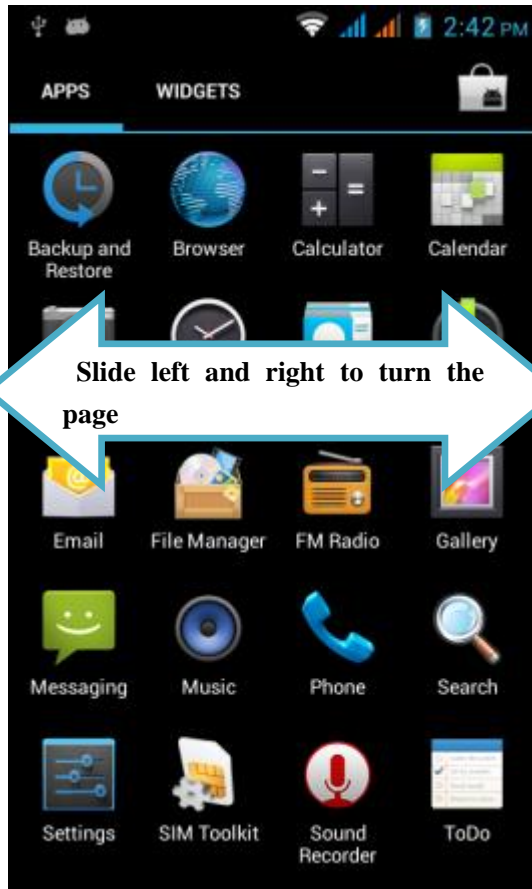 2:42 PM
APPS WIDGETS
Backup and Restore Browser Calculator Calendar
Slide left and right to turn the
page
Email File Manager FM Radio Gallery
Messaging Music Phone Search
Settings SIM Toolkit Sound Recorder ToDo